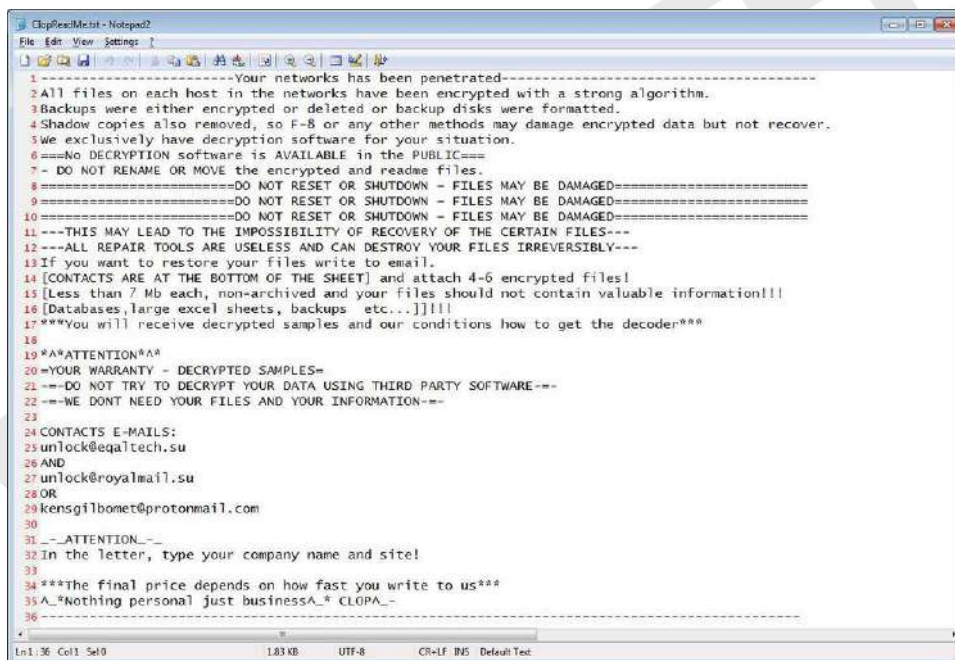 ClopReadMe.txt - Notepad2
File Edit View Settings ?
1 ------------------------Your networks has been penetrated---------------------------------------
2 All files on each host in the networks have been encrypted with a strong algorithm.
3 Backups were either encrypted or deleted or backup disks were formatted.
4 Shadow copies also removed, so F-8 or any other methods may damage encrypted data but not recover.
5 We exclusively have decryption software for your situation.
6 ===No DECRYPTION software is AVAILABLE in the PUBLIC===
7 - DO NOT RENAME OR MOVE the encrypted and readme files.
8 ========================DO NOT RESET OR SHUTDOWN - FILES MAY BE DAMAGED========================
9 ========================DO NOT RESET OR SHUTDOWN - FILES MAY BE DAMAGED========================
10 ========================DO NOT RESET OR SHUTDOWN - FILES MAY BE DAMAGED========================
11 ---THIS MAY LEAD TO THE IMPOSSIBILITY OF RECOVERY OF THE CERTAIN FILES---
12 ---ALL REPAIR TOOLS ARE USELESS AND CAN DESTROY YOUR FILES IRREVERSIBLY---
13 If you want to restore your files write to email.
14 [CONTACTS ARE AT THE BOTTOM OF THE SHEET] and attach 4-6 encrypted files!
15 [Less than 7 Mb each, non-archived and your files should not contain valuable information!!!
16 [Databases,large excel sheets, backups  etc...]]!!!
17 ***You will receive decrypted samples and our conditions how to get the decoder***
18
19 *^*ATTENTION*^*
20 =YOUR WARRANTY - DECRYPTED SAMPLES=
21 -=-DO NOT TRY TO DECRYPT YOUR DATA USING THIRD PARTY SOFTWARE-=-
22 -=-WE DONT NEED YOUR FILES AND YOUR INFORMATION-=-
23
24 CONTACTS E-MAILS:
25 unlock@eqaltech.su
26 AND
27 unlock@royalmail.su
28 OR
29 kensgilbomet@protonmail.com
30
31 _-_ATTENTION_-_
32 In the letter, type your company name and site!
33
34 ***The final price depends on how fast you write to us***
35 ^_*Nothing personal just business^_* CLOP^_-
36 ----------------------------------------------------------------------------------------------
Ln 1 : 36 Col 1 Sel 0 1.83 KB UTF-8 CR+LF INS Default Text